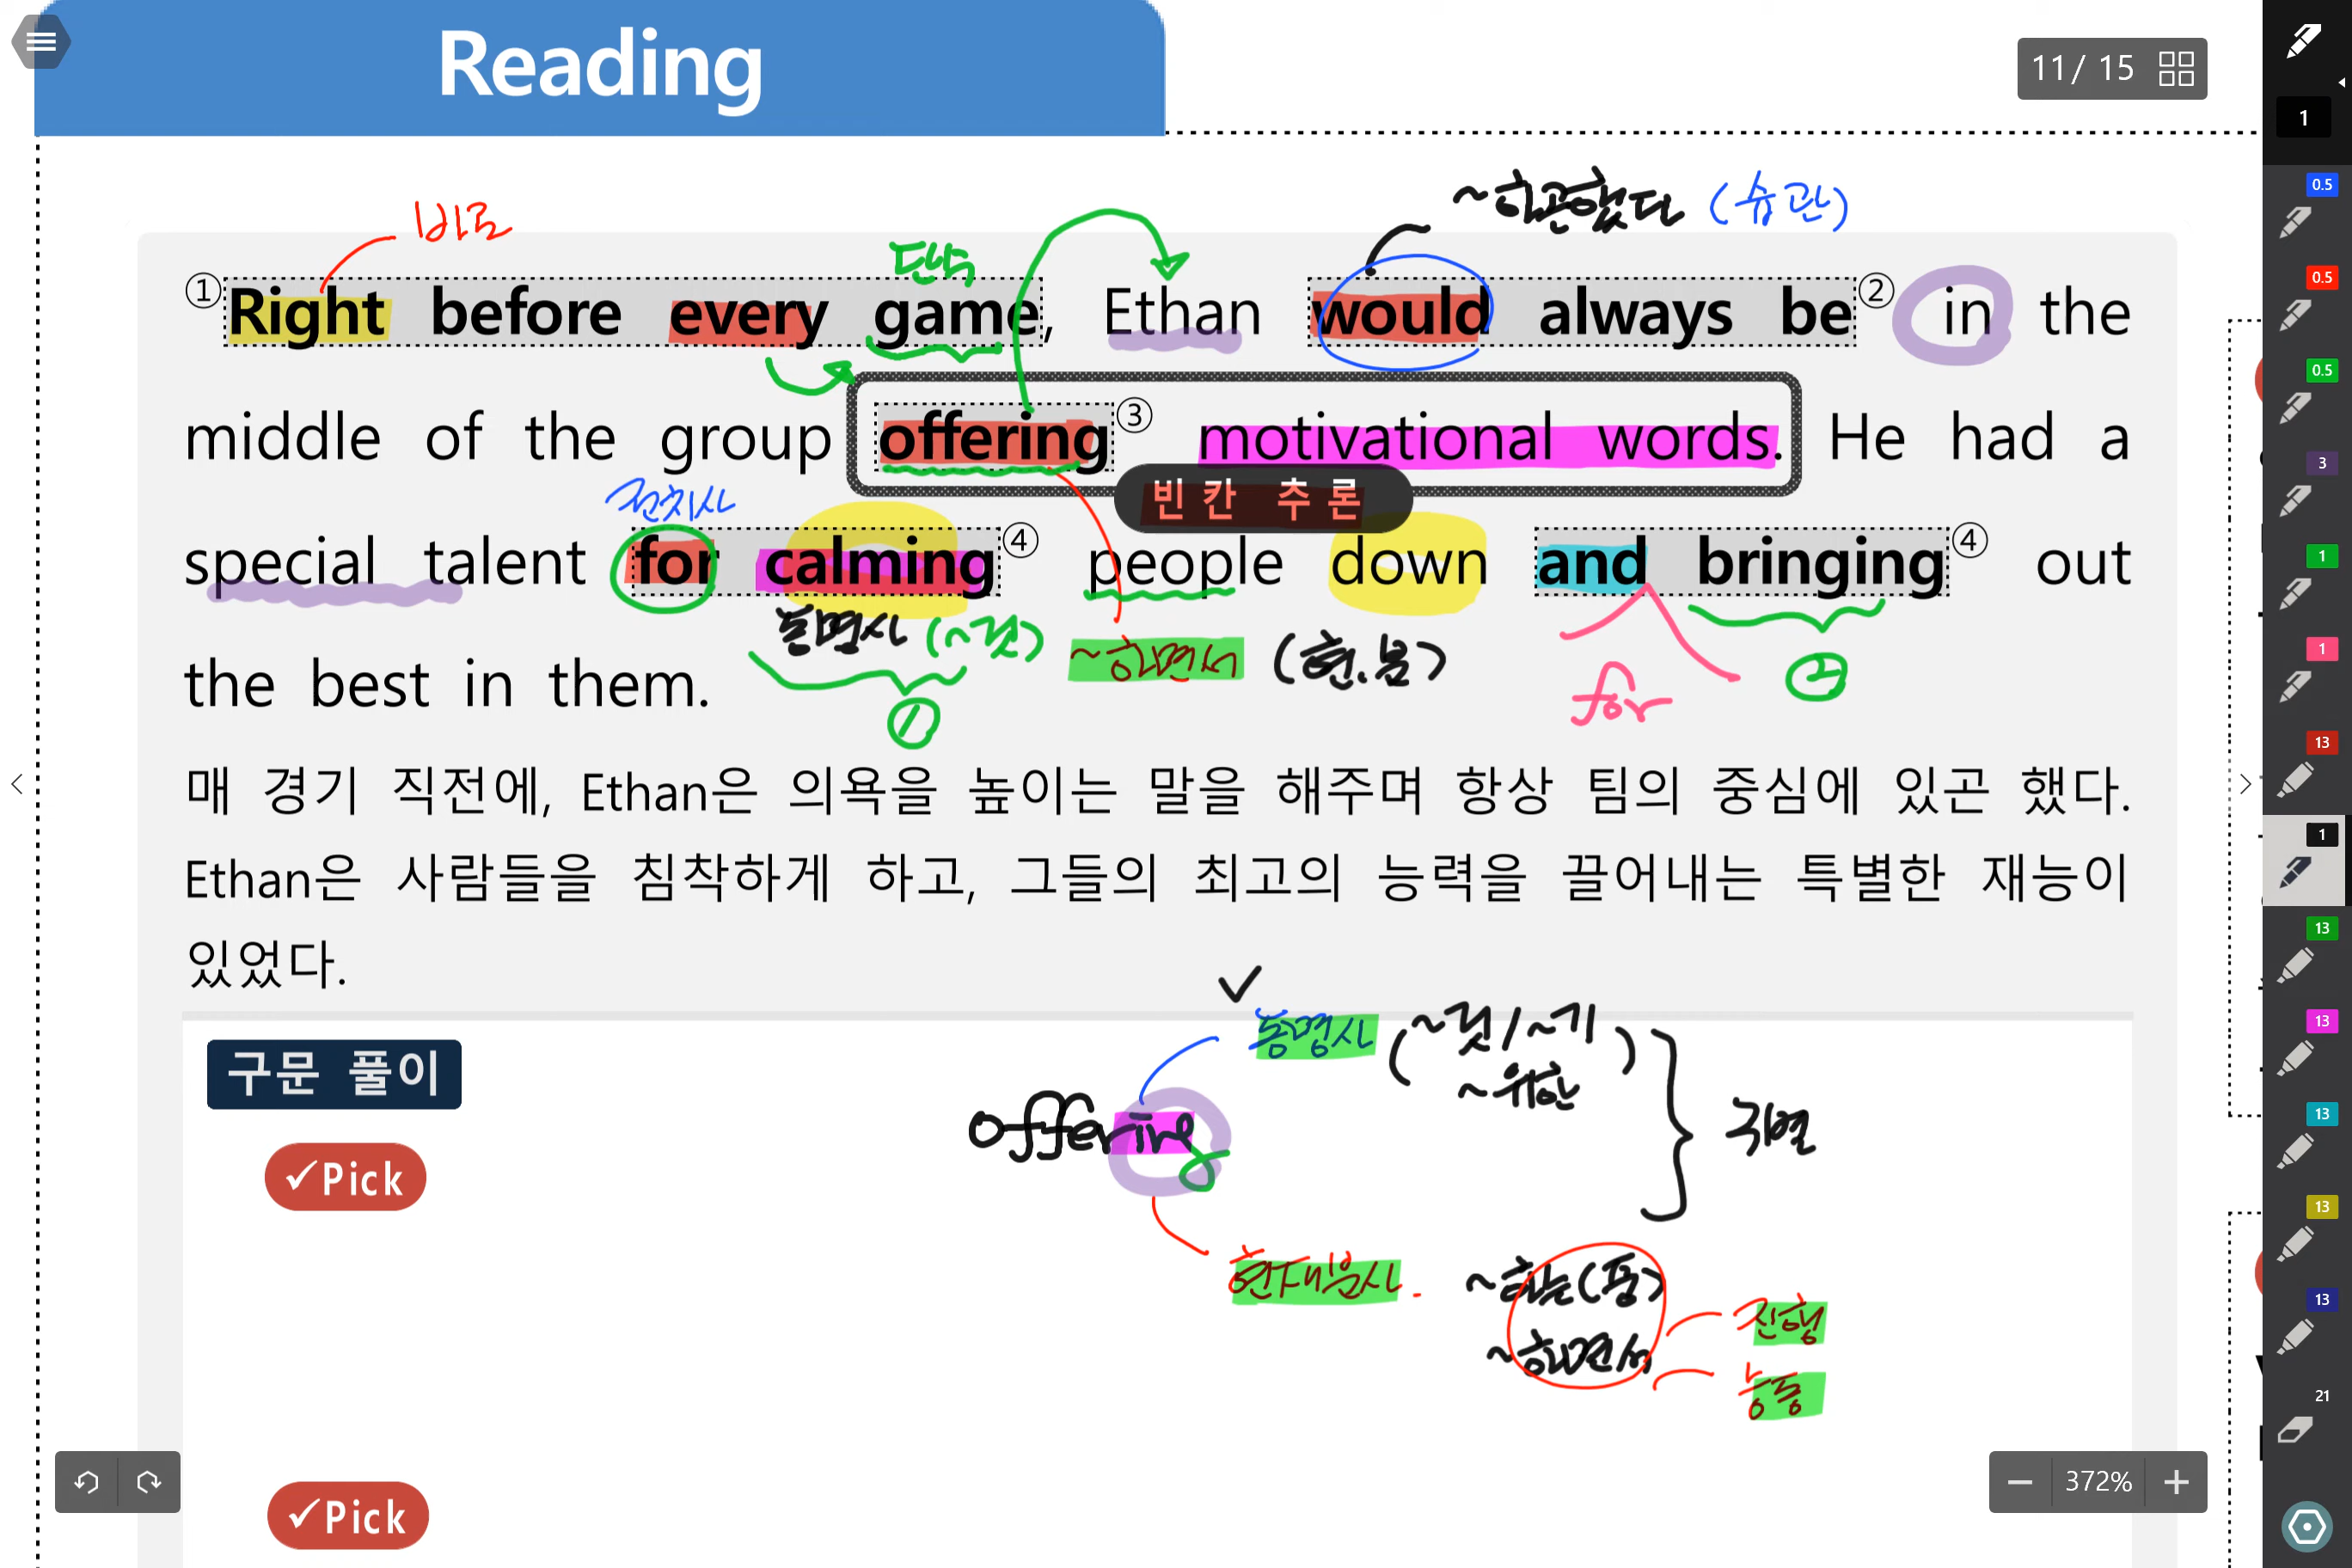 Reading
11/ 15
1
~하곤했다 (습관)
바로
단수
①Right before every game, Ethan would always be② in the
middle of the group offering③ motivational words. He had a
빈칸 추론
전치사
special talent for calming④ people down and bringing④ out
동명사 (~것)
~하면서 (현.분)
for
②
the best in them.
①
매 경기 직전에, Ethan은 의욕을 높이는 말을 해주며 항상 팀의 중심에 있곤 했다.
Ethan은 사람들을 침착하게 하고, 그들의 최고의 능력을 끌어내는 특별한 재능이
있었다.
구문 풀이
동명사 (~것/~기)
~위한
offering
구별
✓Pick
현재분사.
~하는(중)
~하면서
진행
능동
✓Pick
372%
0.5
0.5
0.5
3
1
1
13
1
13
13
13
13
13
21